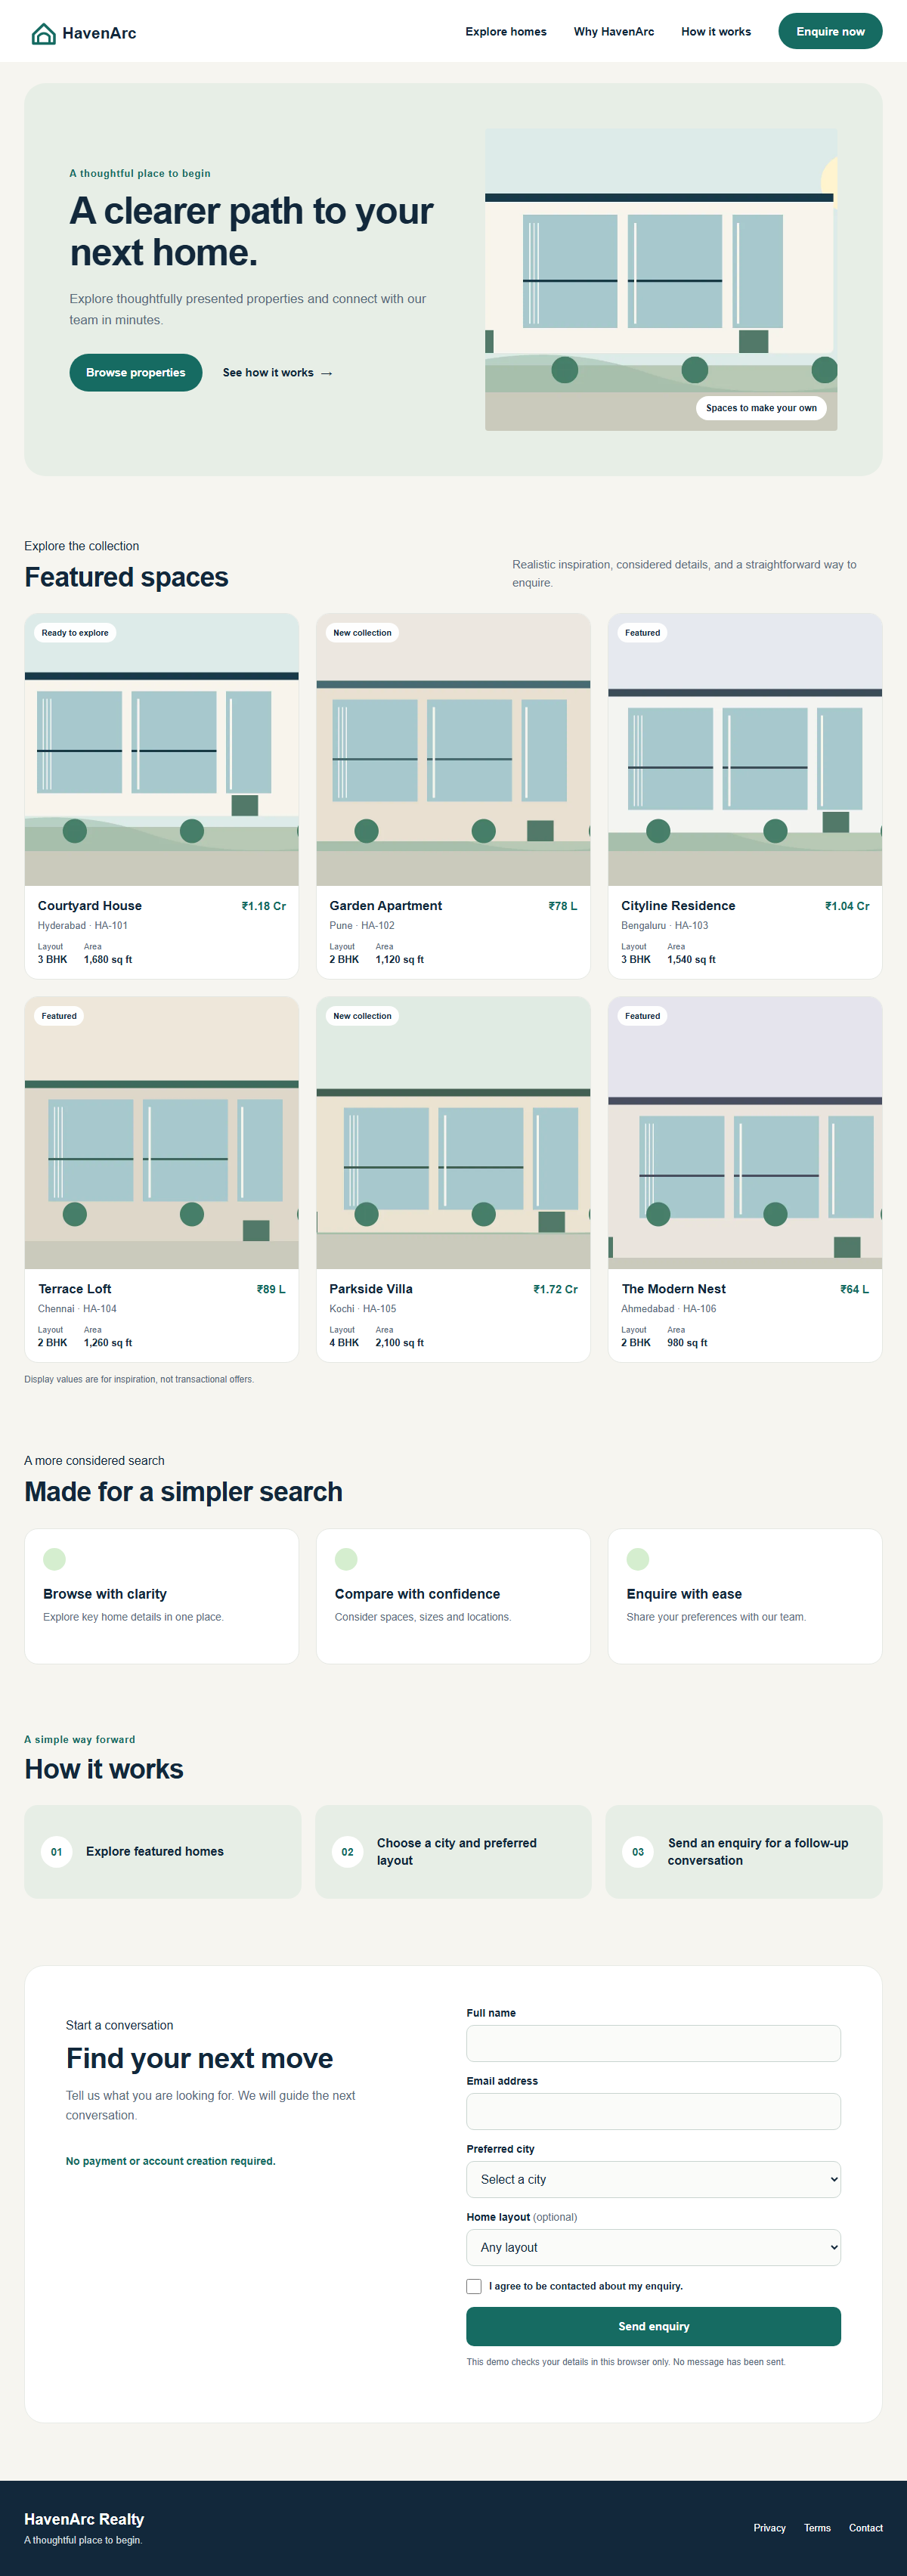 HavenArc
Explore homes
Why HavenArc
How it works
Enquire now
A thoughtful place to begin
A clearer path to your
next home.
Explore thoughtfully presented properties and connect with our
team in minutes.
Browse properties
See how it works →
Spaces to make your own
Explore the collection
Featured spaces
Realistic inspiration, considered details, and a straightforward way to
enquire.
Ready to explore
Courtyard House
₹1.18 Cr
Hyderabad · HA-101
Layout Area
3 BHK 1,680 sq ft
New collection
Garden Apartment
₹78 L
Pune · HA-102
Layout Area
2 BHK 1,120 sq ft
Featured
Cityline Residence
₹1.04 Cr
Bengaluru · HA-103
Layout Area
3 BHK 1,540 sq ft
Featured
Terrace Loft
₹89 L
Chennai · HA-104
Layout Area
2 BHK 1,260 sq ft
New collection
Parkside Villa
₹1.72 Cr
Kochi · HA-105
Layout Area
4 BHK 2,100 sq ft
Featured
The Modern Nest
₹64 L
Ahmedabad · HA-106
Layout Area
2 BHK 980 sq ft
Display values are for inspiration, not transactional offers.
A more considered search
Made for a simpler search
Browse with clarity
Explore key home details in one place.
Compare with confidence
Consider spaces, sizes and locations.
Enquire with ease
Share your preferences with our team.
A simple way forward
How it works
01
Explore featured homes
02
Choose a city and preferred
layout
03
Send an enquiry for a follow-up
conversation
Start a conversation
Find your next move
Tell us what you are looking for. We will guide the next
conversation.
No payment or account creation required.
Full name
Email address
Preferred city
Select a city
Home layout (optional)
Any layout
I agree to be contacted about my enquiry.
Send enquiry
This demo checks your details in this browser only. No message has been sent.
HavenArc Realty
A thoughtful place to begin.
Privacy
Terms
Contact